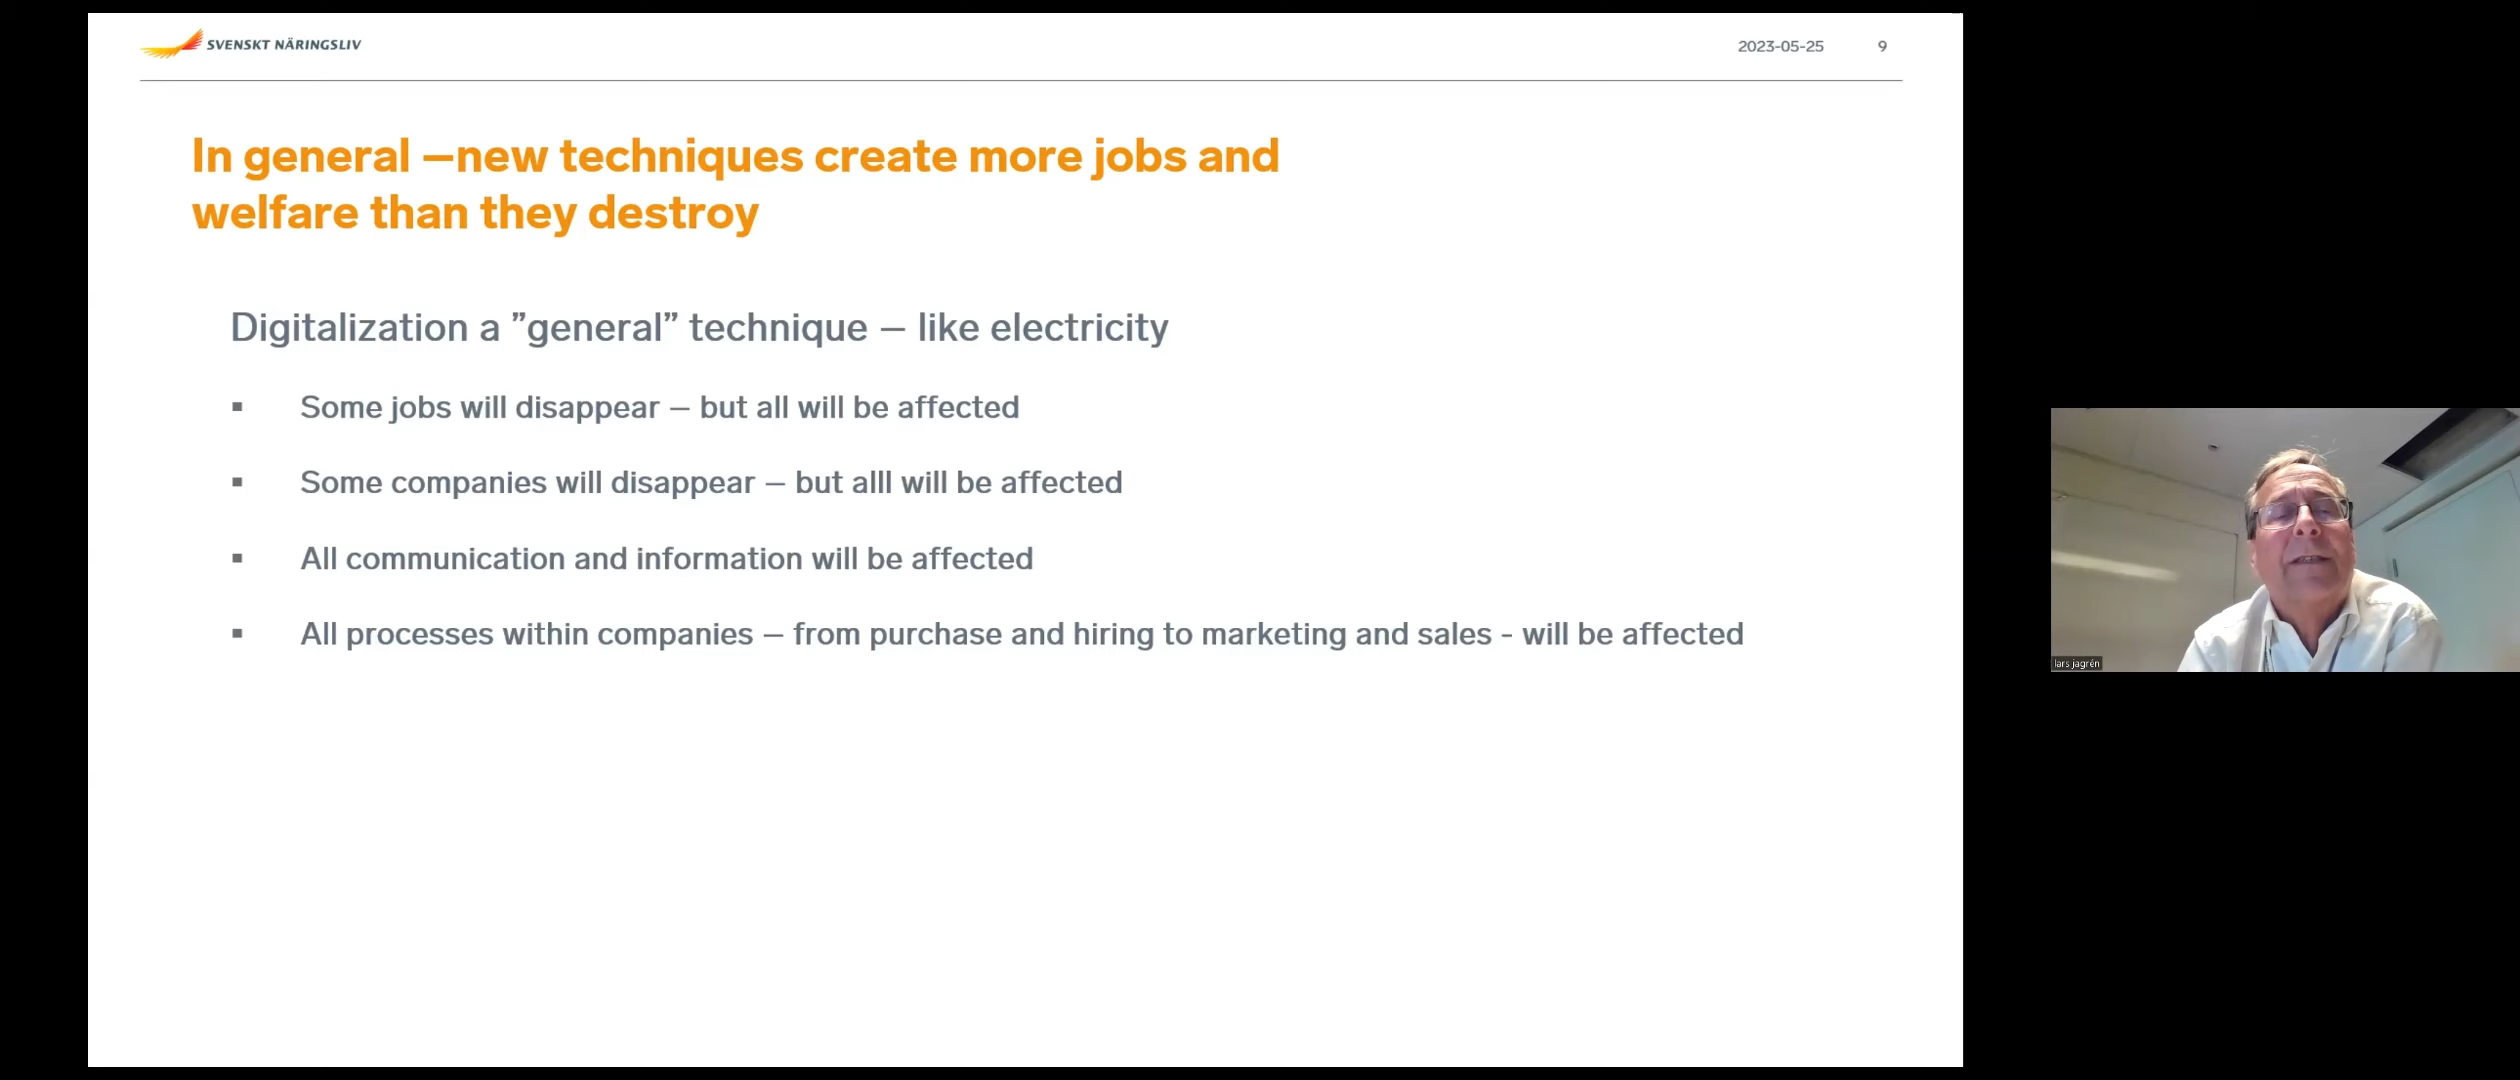 SVENSKT NÄRINGSLIV
2023-05-25 9
In general —new techniques create more jobs and
welfare than they destroy
Digitalization a ”general” technique – like electricity
▪ Some jobs will disappear – but all will be affected
▪ Some companies will disappear – but alll will be affected
▪ All communication and information will be affected
▪ All processes within companies – from purchase and hiring to marketing and sales - will be affected
lars jagrén